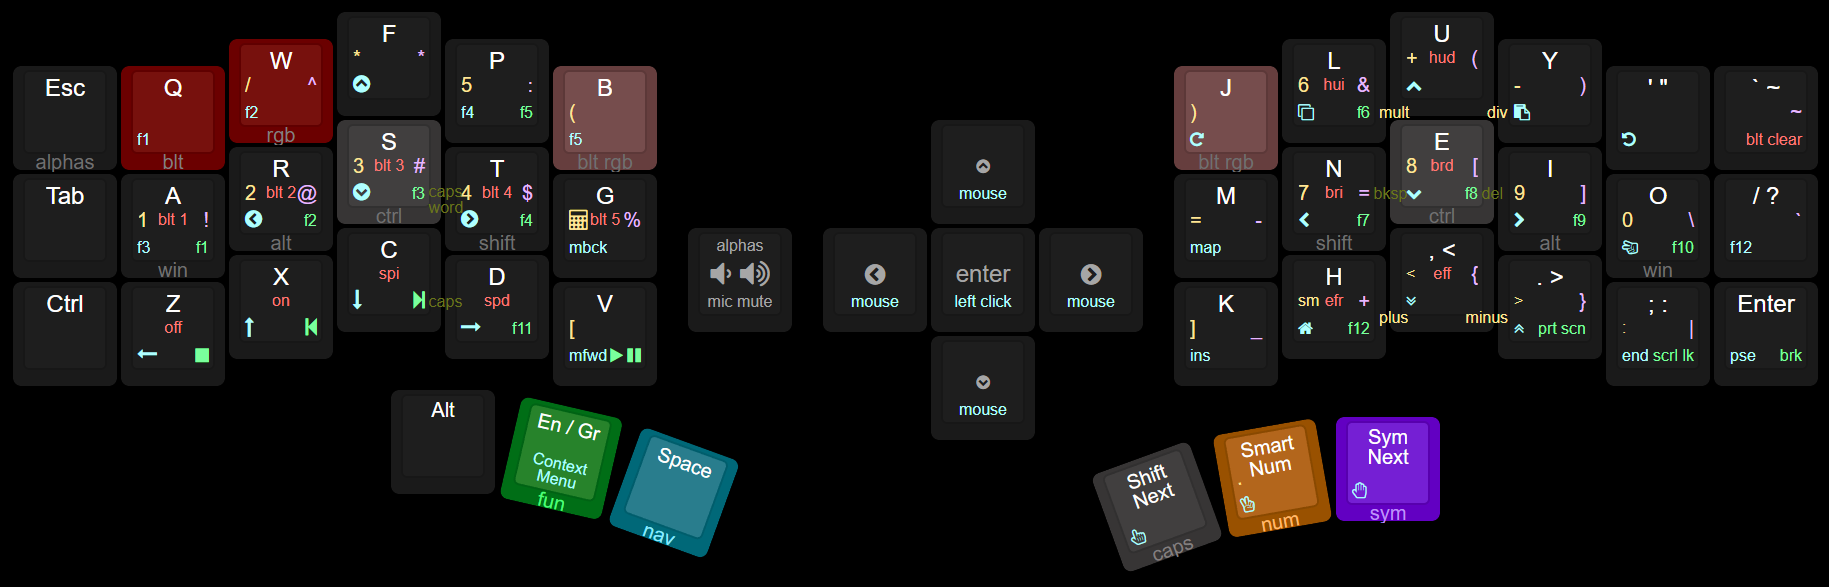 Esc
alphas
Q
f1
blt
W
/ ^
f2
rgb
F
* *
P
5 :
f4 f5
B
(
f5
blt rgb
Tab
A
1 blt 1 !
f3 f1
win
R
2 blt 2 @
f2
alt
S
3 blt 3 #
f3
ctrl
caps
word
T
4 blt 4 $
f4
shift
G
blt 5 %
mbck
Ctrl
Z
off
X
on
C
spi
caps
D
spd
f11
V
[
mfwd
Alt
En / Gr
Context
Menu
fun
Space
nav
alphas
mic mute
mouse
mouse
enter
left click
mouse
mouse
J
)
blt rgb
L
6 hui &
f6
mult
U
+ hud (
div
Y
- )
' "
` ~
~
blt clear
M
= -
map
N
7 bri =
f7
shift
bksp
E
8 brd [
f8
ctrl
del
I
9 ]
f9
alt
O
0 \
f10
win
/ ?
`
f12
K
] _
ins
H
sm efr +
f12
plus
, <
< eff {
minus
. >
> }
prt scn
; :
: |
end scrl lk
Enter
pse brk
Shift
Next
caps
Smart
Num
.
num
Sym
Next
sym